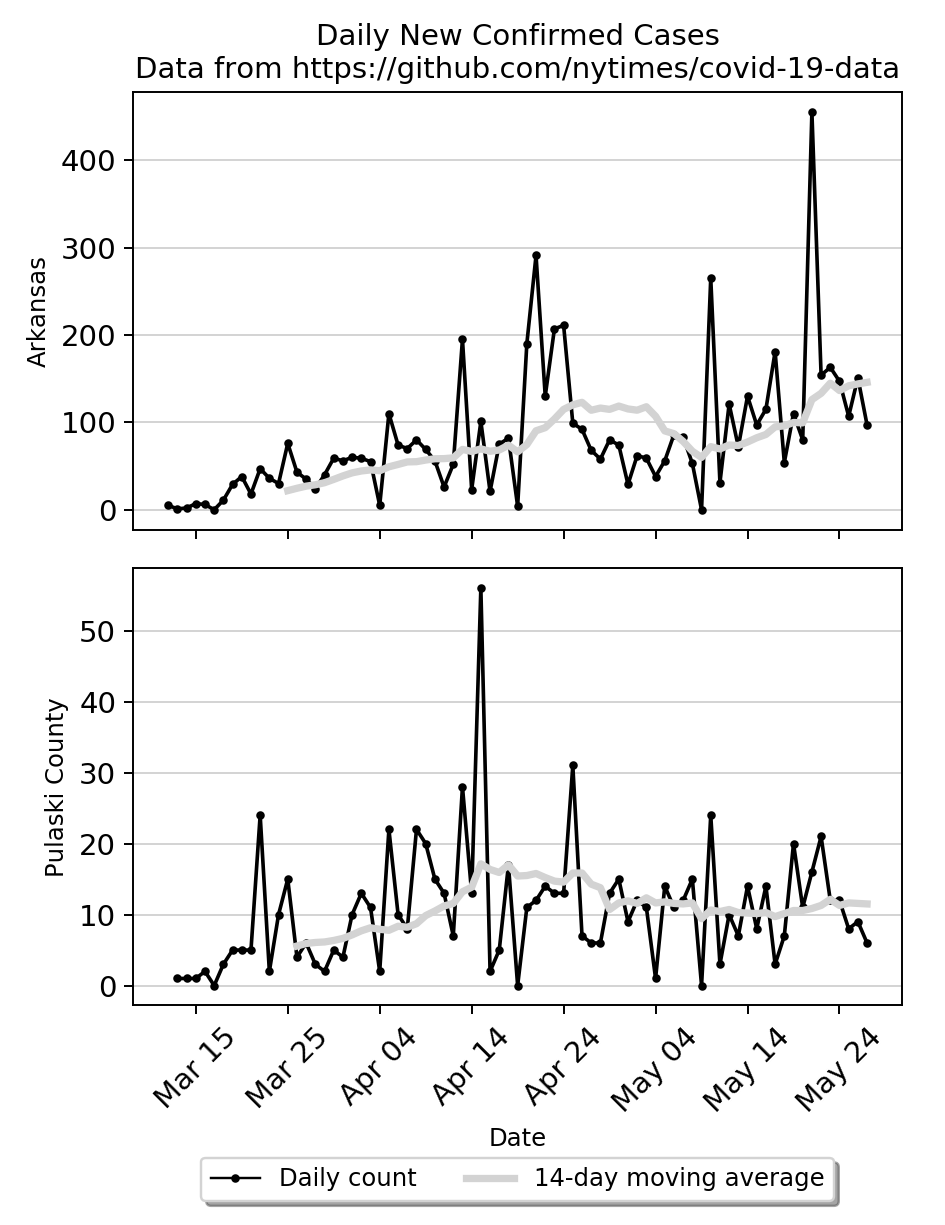 Daily New Confirmed Cases
Data from https://github.com/nytimes/covid-19-data
400
300
200
100
0
Arkansas
50
40
30
20
10
0
Pulaski County
Mar 15
Mar 25
Apr 04
Apr 14
Apr 24
May 04
May 14
May 24
Date
Daily count
14-day moving average